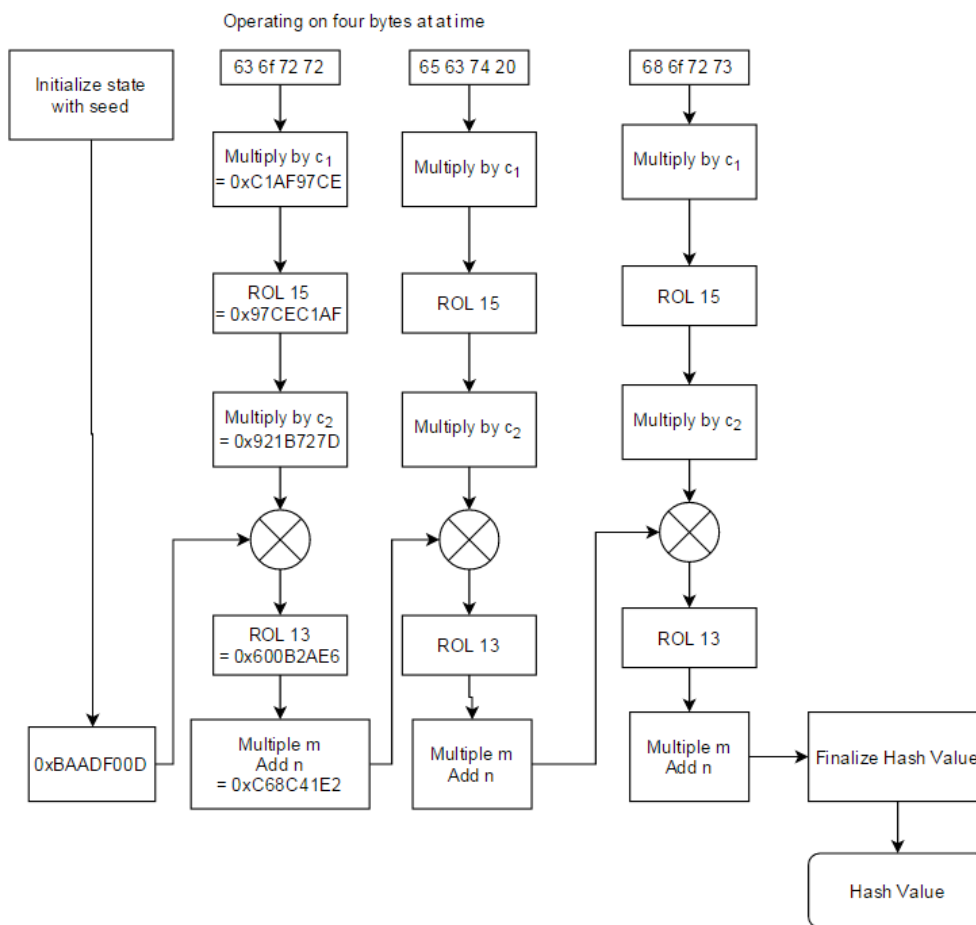 Operating on four bytes at at ime
Initialize state
with seed
63 6f 72 72
65 63 74 20
68 6f 72 73
Multiply by c1
= 0xC1AF97CE
Multiply by c1
Multiply by c1
ROL 15
= 0x97CEC1AF
ROL 15
ROL 15
Multiply by c2
= 0x921B727D
Multiply by c2
Multiply by c2
ROL 13
= 0x600B2AE6
ROL 13
ROL 13
0xBAADF00D
Multiple m
Add n
= 0xC68C41E2
Multiple m
Add n
Multiple m
Add n
Finalize Hash Value
Hash Value